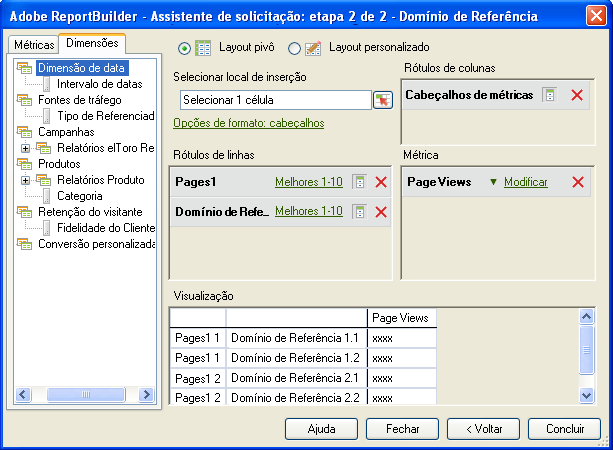 Adobe ReportBuilder - Assistente de solicitação: etapa 2 de 2 - Domínio de Referência
Métricas
Dimensões
Dimensão de data
Intervalo de datas
Fontes de tráfego
Tipo de Referenciad
Campanhas
Relatórios elToro Re
Produtos
Relatórios Produto
Categoria
Retenção do visitante
Fidelidade do Cliente
Conversão personalizada
Layout pivô
Layout personalizado
Selecionar local de inserção
Selecionar 1 célula
Opções de formato: cabeçalhos
Rótulos de colunas
Cabeçalhos de métricas
Rótulos de linhas
Pages1 Melhores 1-10
Domínio de Refe... Melhores 1-10
Métrica
Page Views ▼ Modificar
Visualização
Page Views
Pages1 1 Domínio de Referência 1.1 xxxx
Pages1 1 Domínio de Referência 1.2 xxxx
Pages1 2 Domínio de Referência 2.1 xxxx
Pages1 2 Domínio de Referência 2.2 xxxx
Ajuda
Fechar
< Voltar
Concluir